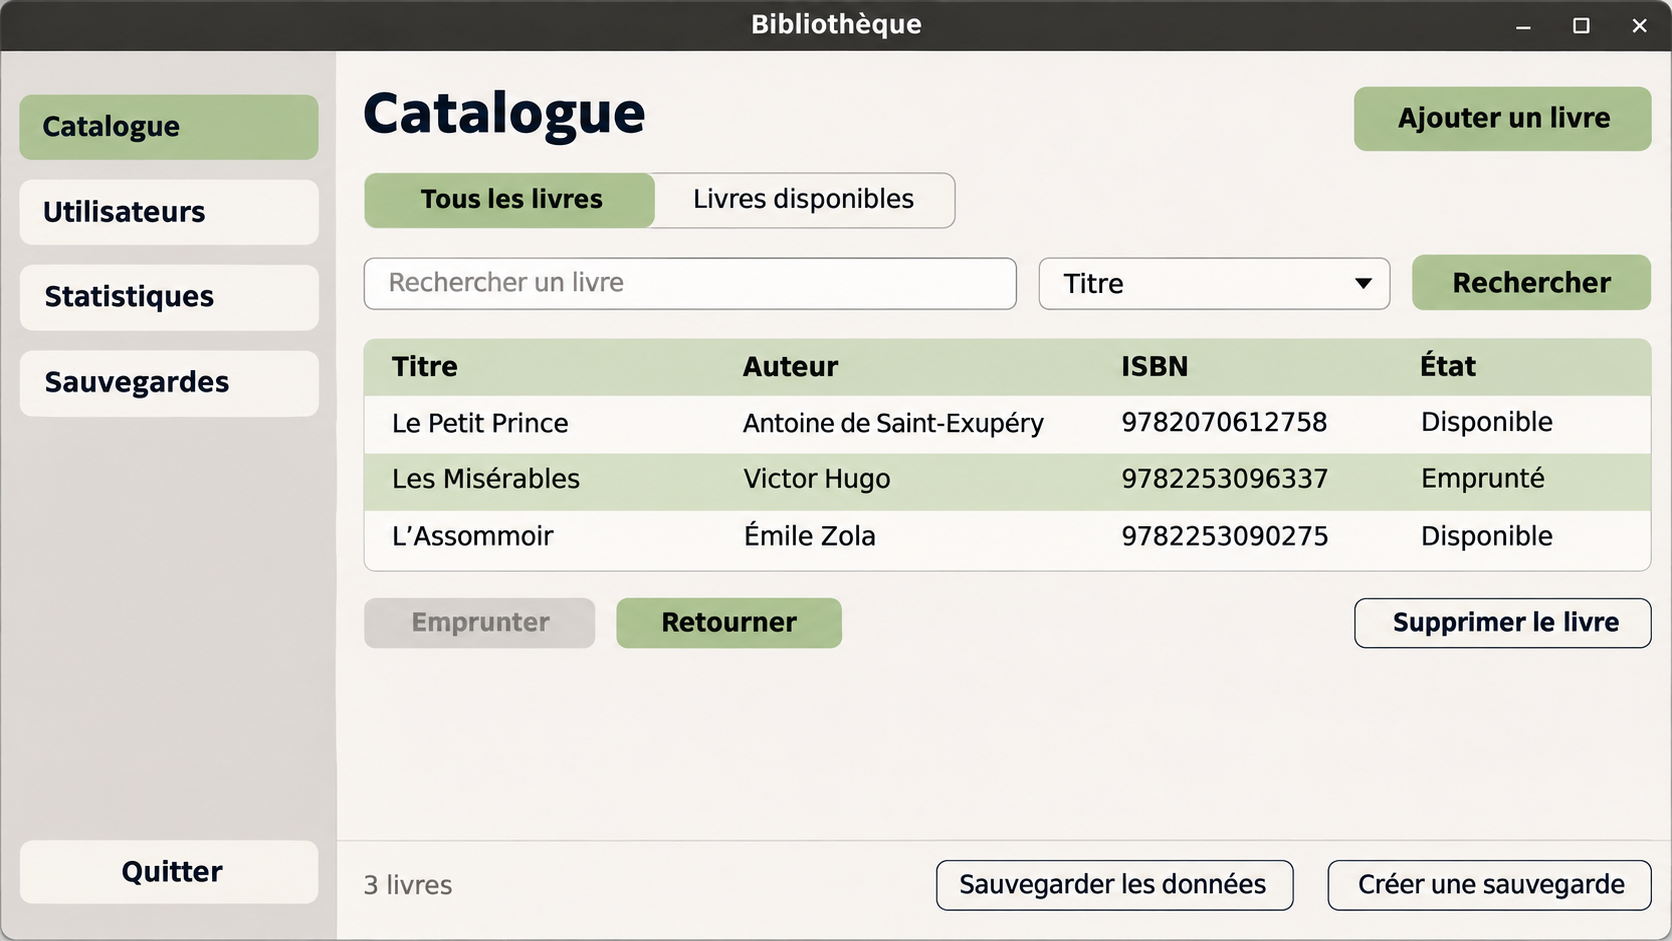 Bibliothèque
Catalogue
Utilisateurs
Statistiques
Sauvegardes
Quitter
Catalogue
Ajouter un livre
Tous les livres Livres disponibles
Rechercher un livre Titre Rechercher
Titre Auteur ISBN État
Le Petit Prince Antoine de Saint-Exupéry 9782070612758 Disponible
Les Misérables Victor Hugo 9782253096337 Emprunté
L’Assommoir Émile Zola 9782253090275 Disponible
Emprunter Retourner Supprimer le livre
3 livres Sauvegarder les données Créer une sauvegarde